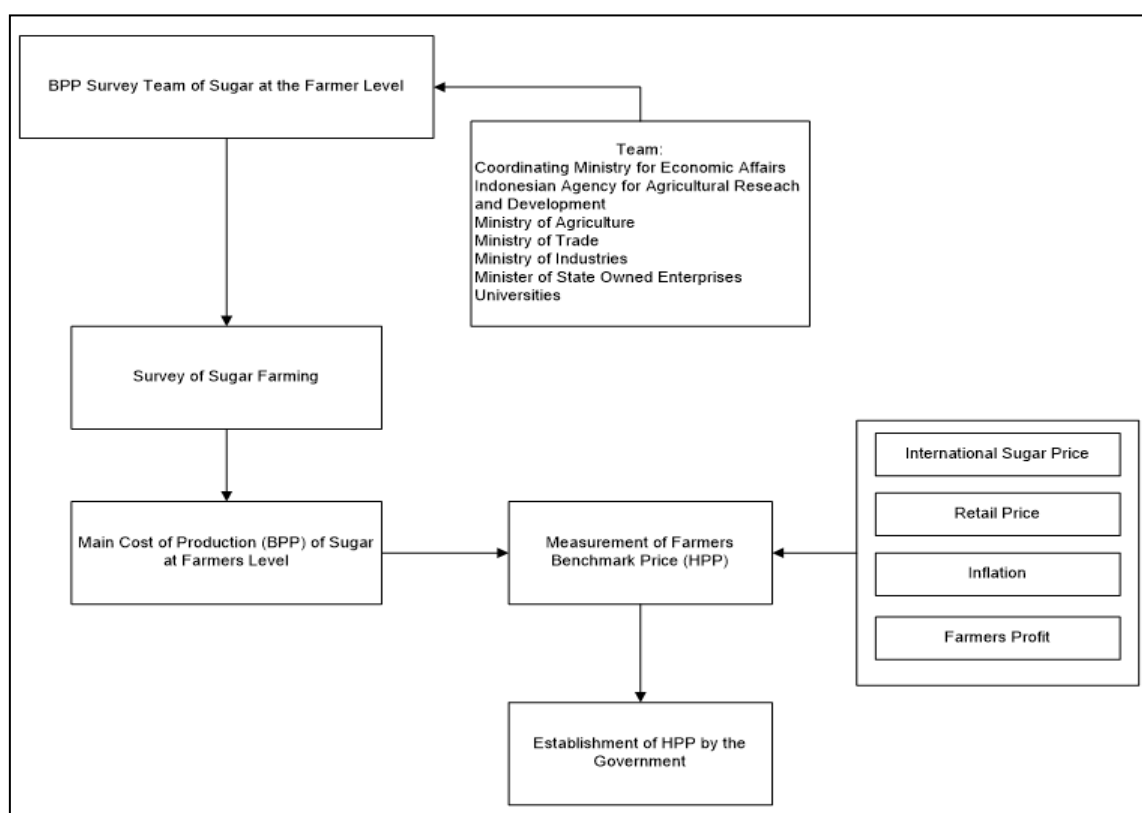 BPP Survey Team of Sugar at the Farmer Level
Team:
Coordinating Ministry for Economic Affairs
Indonesian Agency for Agricultural Reseach
and Development
Ministry of Agriculture
Ministry of Trade
Ministry of Industries
Minister of State Owned Enterprises
Universities
Survey of Sugar Farming
Main Cost of Production (BPP) of Sugar
at Farmers Level
Measurement of Farmers
Benchmark Price (HPP)
International Sugar Price
Retail Price
Inflation
Farmers Profit
Establishment of HPP by the
Government